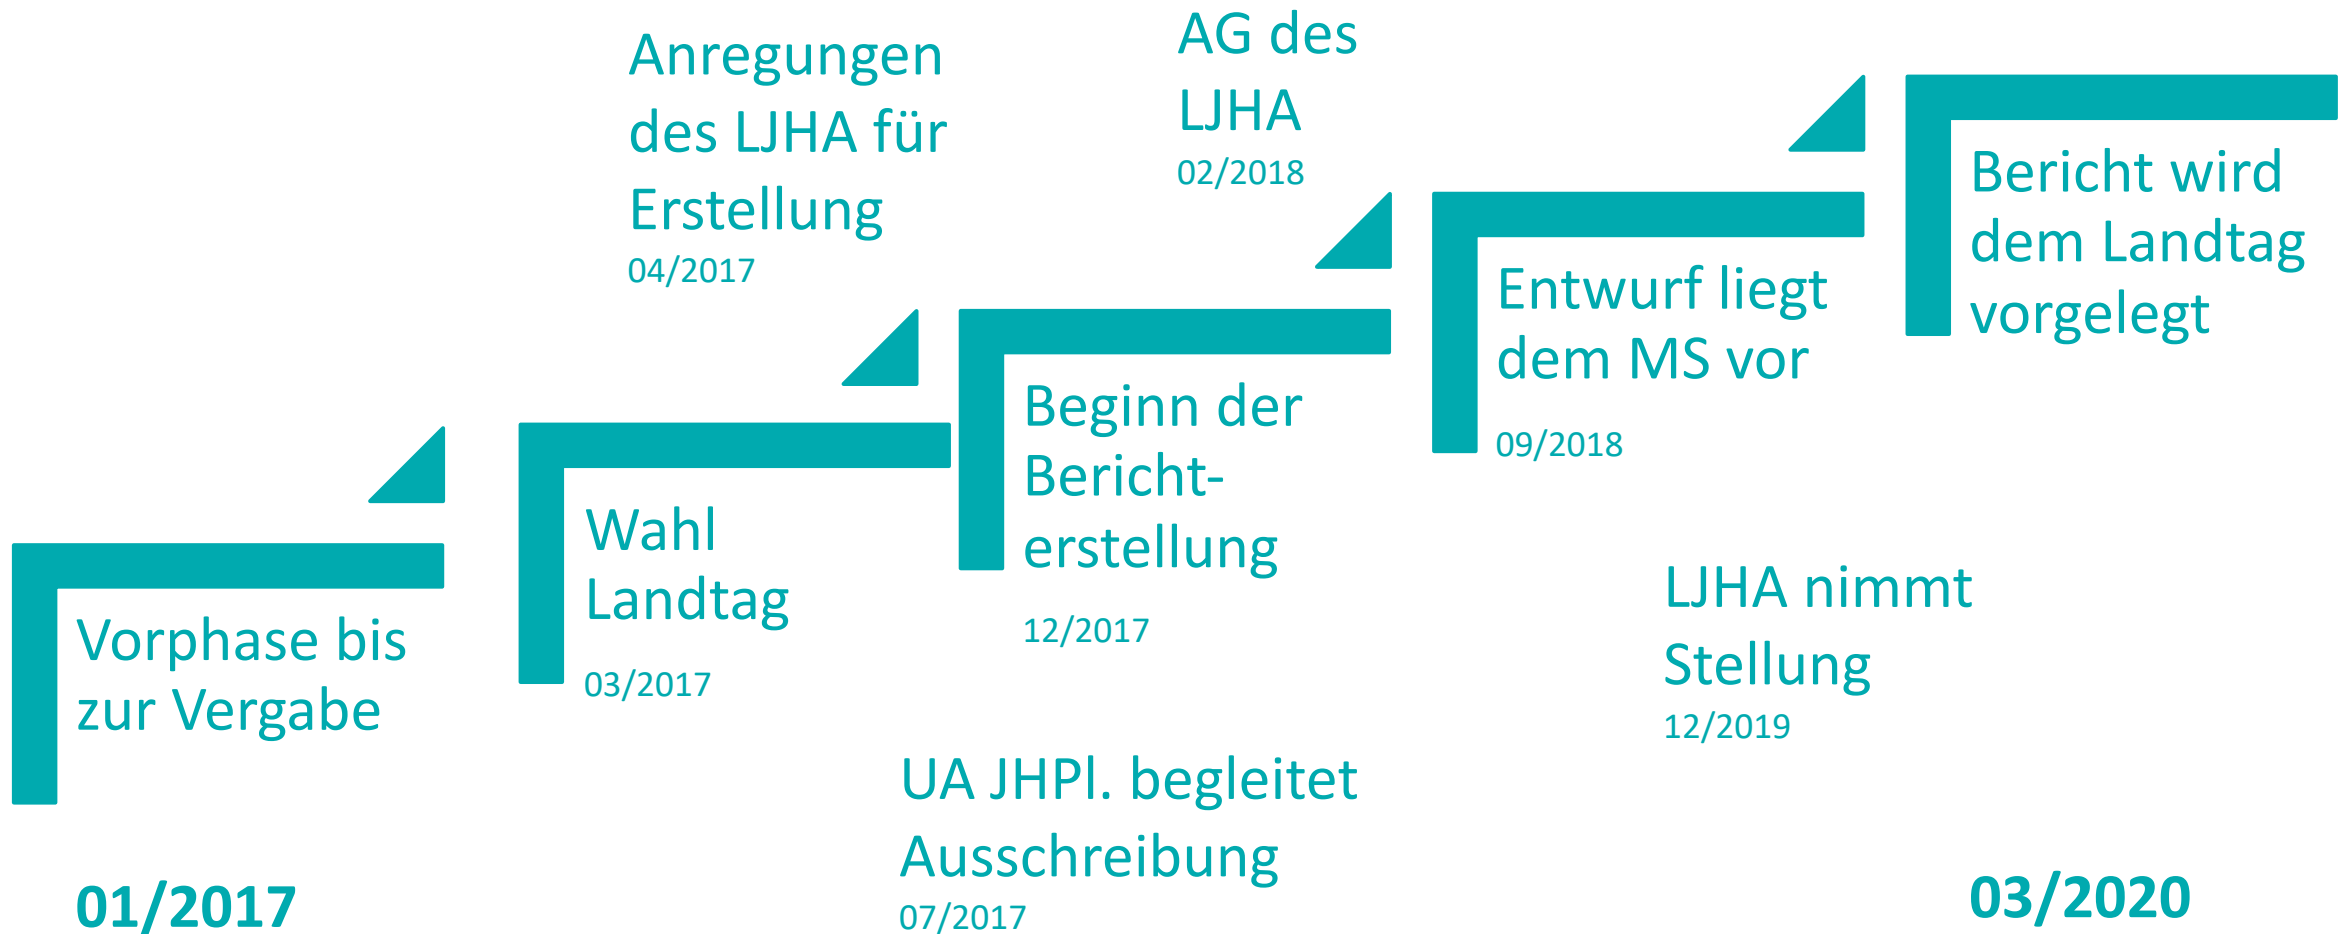 Vorphase bis
zur Vergabe
01/2017
Wahl
Landtag
03/2017
Anregungen
des LJHA für
Erstellung
04/2017
UA JHPl. begleitet
Ausschreibung
07/2017
Beginn der
Bericht-
erstellung
12/2017
AG des
LJHA
02/2018
Entwurf liegt
dem MS vor
09/2018
LJHA nimmt
Stellung
12/2019
Bericht wird
dem Landtag
vorgelegt
03/2020